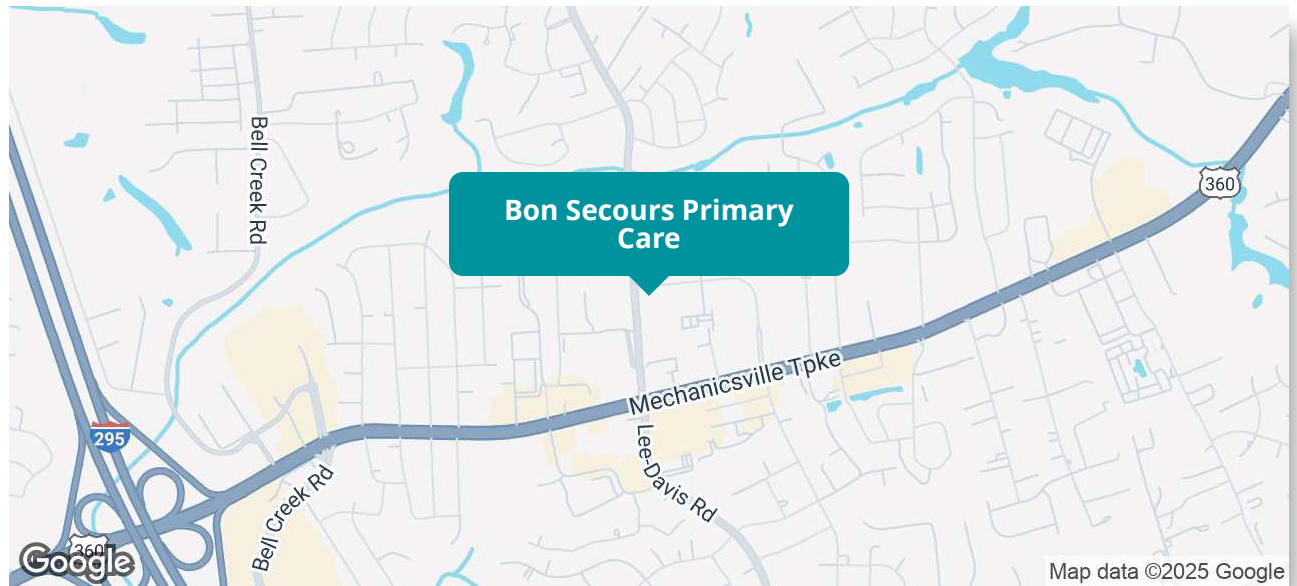 Bell Creek Rd
Bon Secours Primary
Care
360
Mechanicsville Tpke
295
Lee-Davis Rd
Bell Creek Rd
360
Google
Map data ©2025 Google